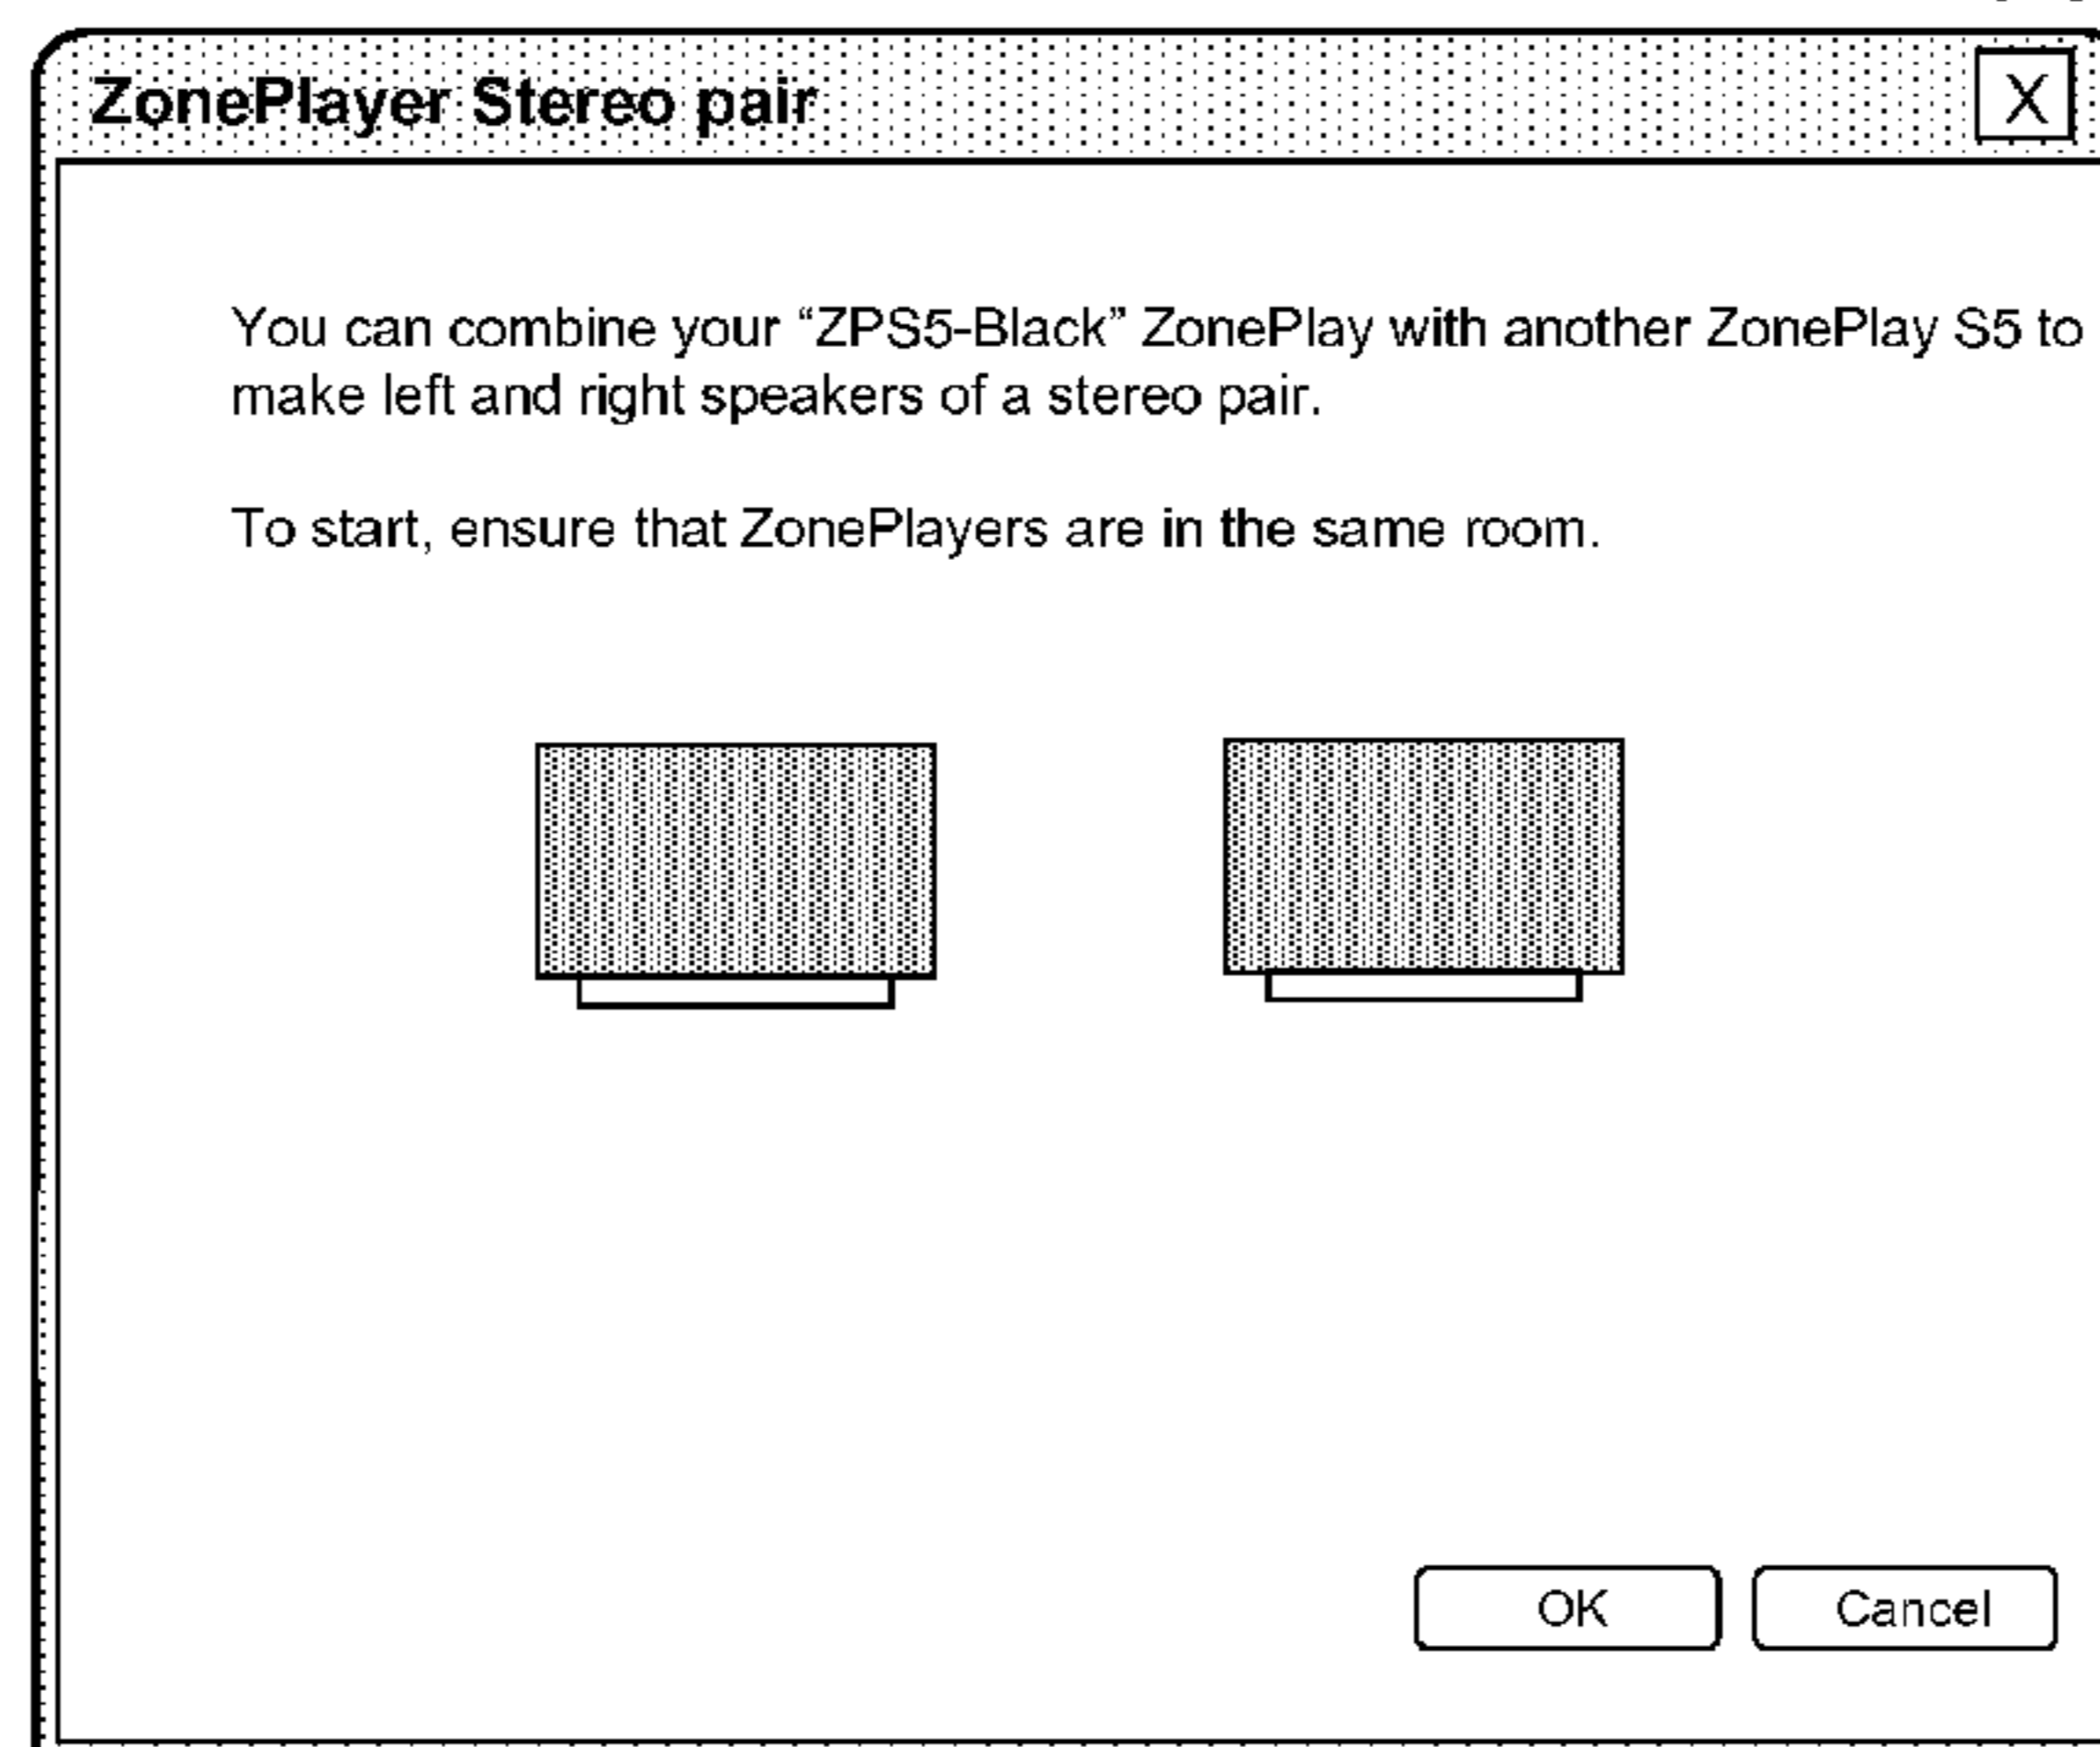 ZonePlayer Stereo pair
X
You can combine your “ZPS5-Black” ZonePlay with another ZonePlay S5 to
make left and right speakers of a stereo pair.
To start, ensure that ZonePlayers are in the same room.
OK
Cancel